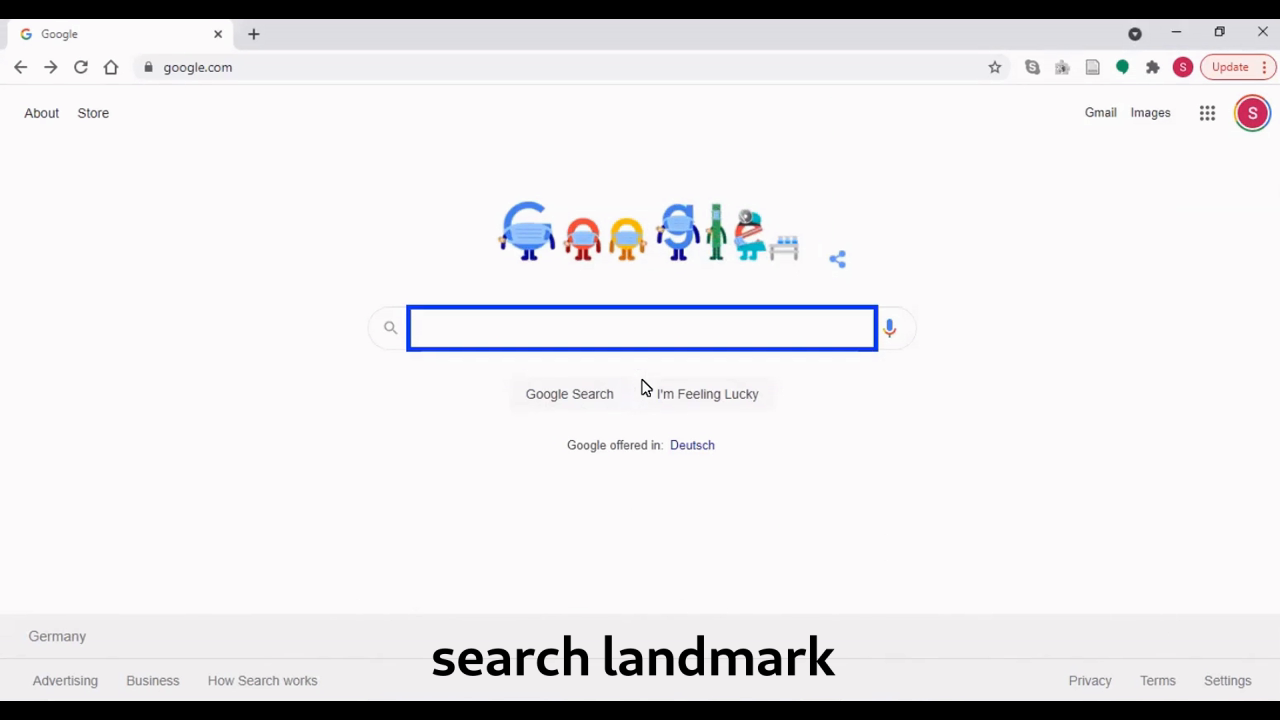 Google
google.com
S
Update
About
Store
Gmail
Images
S
Google
Google Search
I'm Feeling Lucky
Google offered in: Deutsch
Germany
search landmark
Advertising
Business
How Search works
Privacy
Terms
Settings